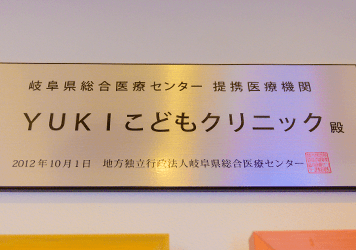 岐阜県総合医療センター 提携医療機関
YUKIこどもクリニック殿
2012年10月1日 地方独立行政法人岐阜県総合医療センター